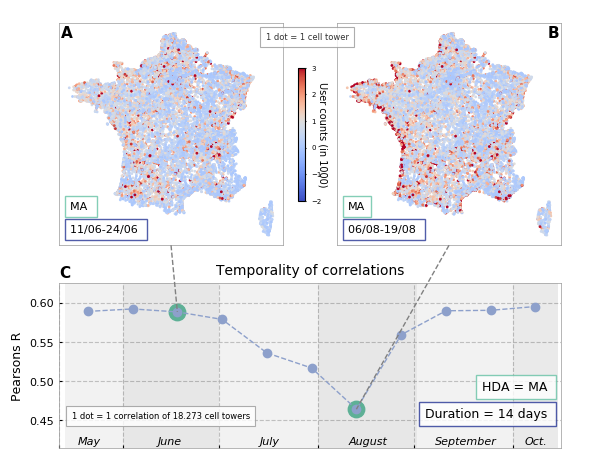 A
1 dot = 1 cell tower
B
3
2
1
0
−1
−2
User counts (in 1000)
MA
11/06-24/06
MA
06/08-19/08
C
Temporality of correlations
0.60
0.55
0.50
0.45
Pearsons R
HDA = MA
Duration = 14 days
1 dot = 1 correlation of 18.273 cell towers
May June July August September Oct.